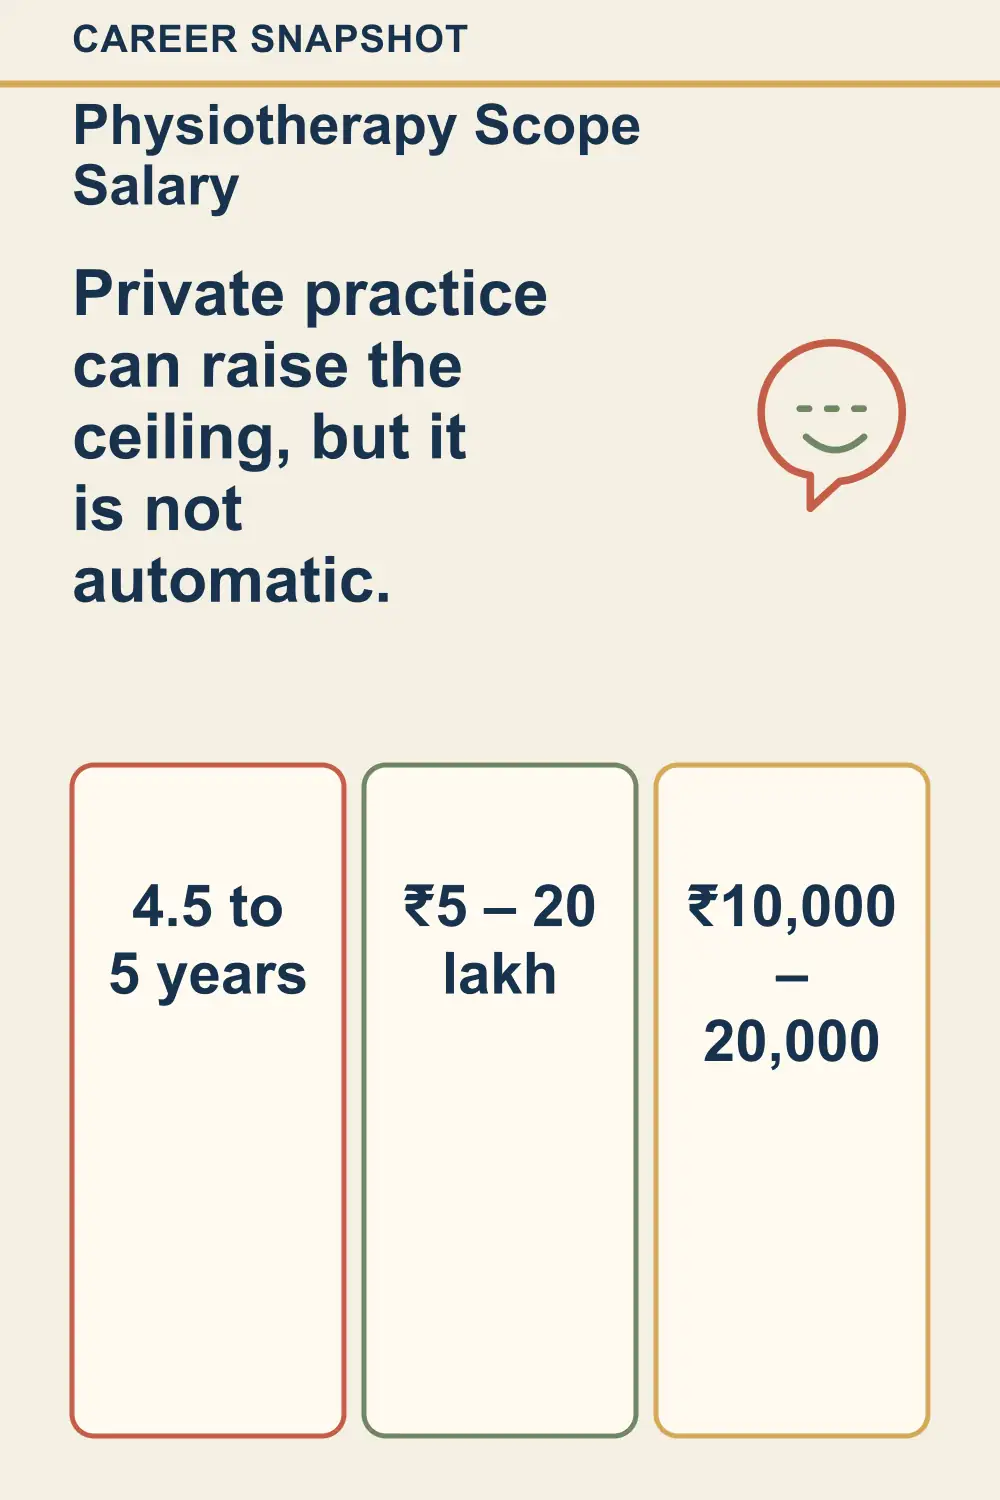 CAREER SNAPSHOT
Physiotherapy Scope
Salary
Private practice
can raise the
ceiling, but it
is not
automatic.
4.5 to
5 years
₹5 – 20
lakh
₹10,000
–
20,000